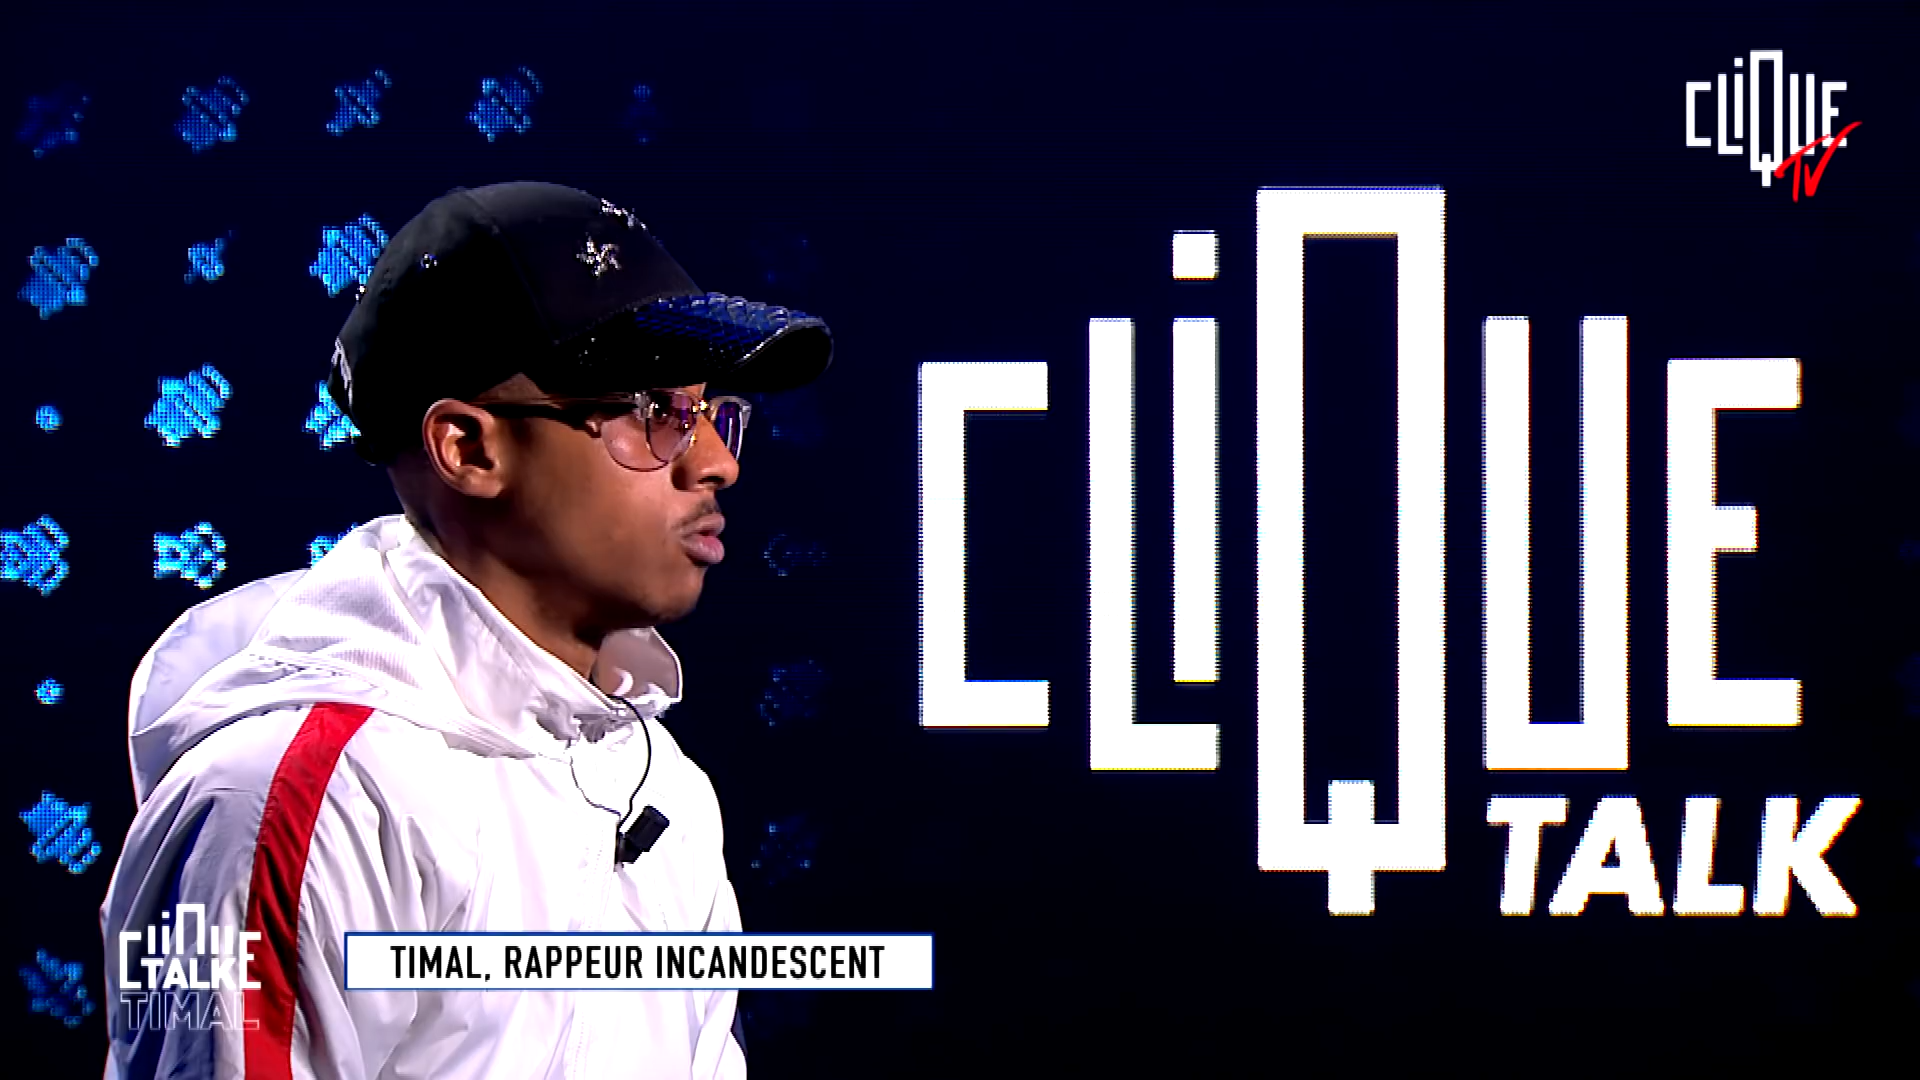 CLiQUE
TV
CLiQUE
TALK
CLiQUE
TALK
TIMAL
TIMAL, RAPPEUR INCANDESCENT